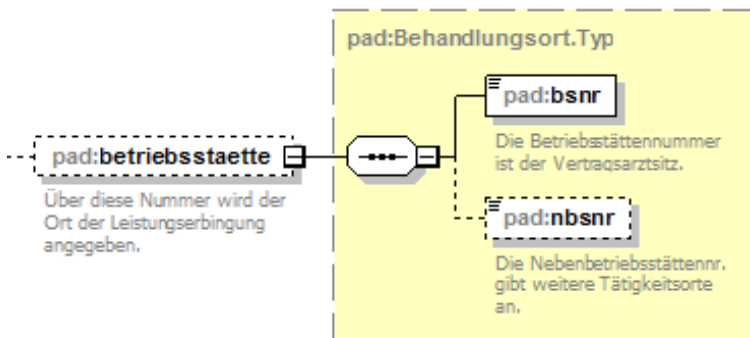 pad:Behandlungsort.Typ
pad:bsnr
Die Betriebsstättennummer
ist der Vertragsarztsitz.
pad:betriebsstaette
Über diese Nummer wird der
Ort der Leistungserbingung
angegeben.
pad:nbsnr
Die Nebenbetriebsstättennr.
gibt weitere Tätigkeitsorte
an.